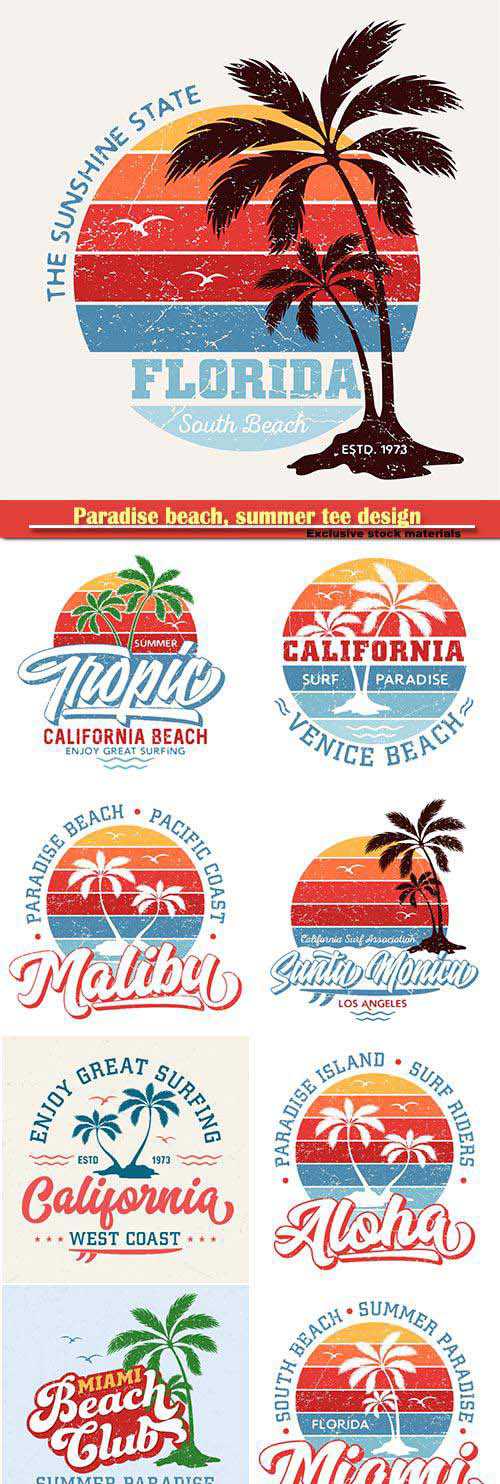 THE SUNSHINE STATE
FLORIDA
South Beach
ESTD. 1973
Paradise beach, summer tee design
Exclusive stock materials
SUMMER
Tropic
CALIFORNIA BEACH
ENJOY GREAT SURFING
CALIFORNIA
SURF PARADISE
~VENICE BEACH~
PARADISE BEACH • PACIFIC COAST •
Malibu
California Surf Association
Santa Monica
LOS ANGELES
ENJOY GREAT SURFING
ESTD 1973
California
WEST COAST
• PARADISE ISLAND • SURF RIDERS •
Aloha
MIAMI
Beach
Club
SUMMER PARADISE
SOUTH BEACH • SUMMER PARADISE
FLORIDA
Miami